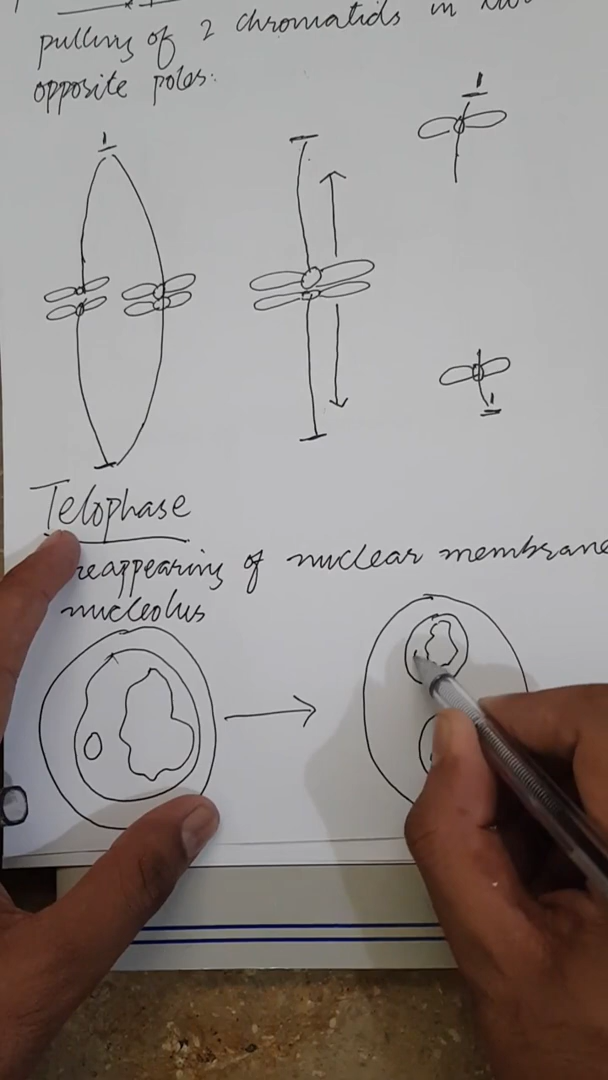 pulling of 2 chromatids in
opposite poles.
Telophase
reappearing of nuclear membrane
nucleolus